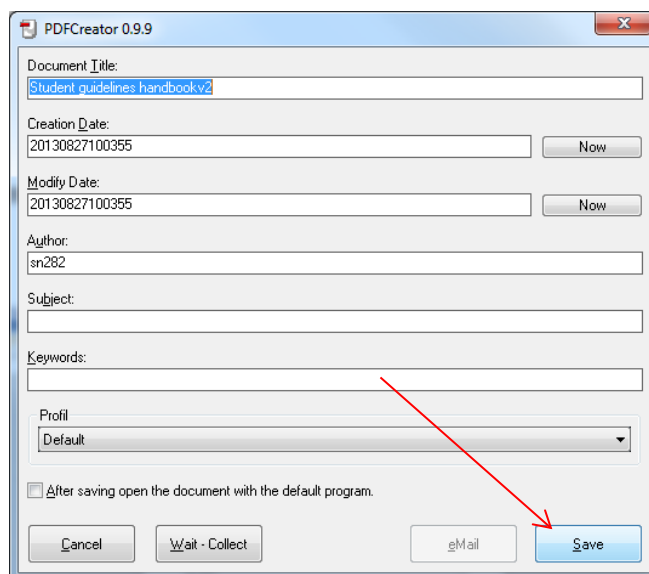 PDFCreator 0.9.9
Document Title:
Student guidelines handbookv2
Creation Date:
20130827100355
Now
Modify Date:
20130827100355
Now
Author:
sn282
Subject:
Keywords:
Profil
Default
After saving open the document with the default program.
Cancel Wait - Collect eMail Save